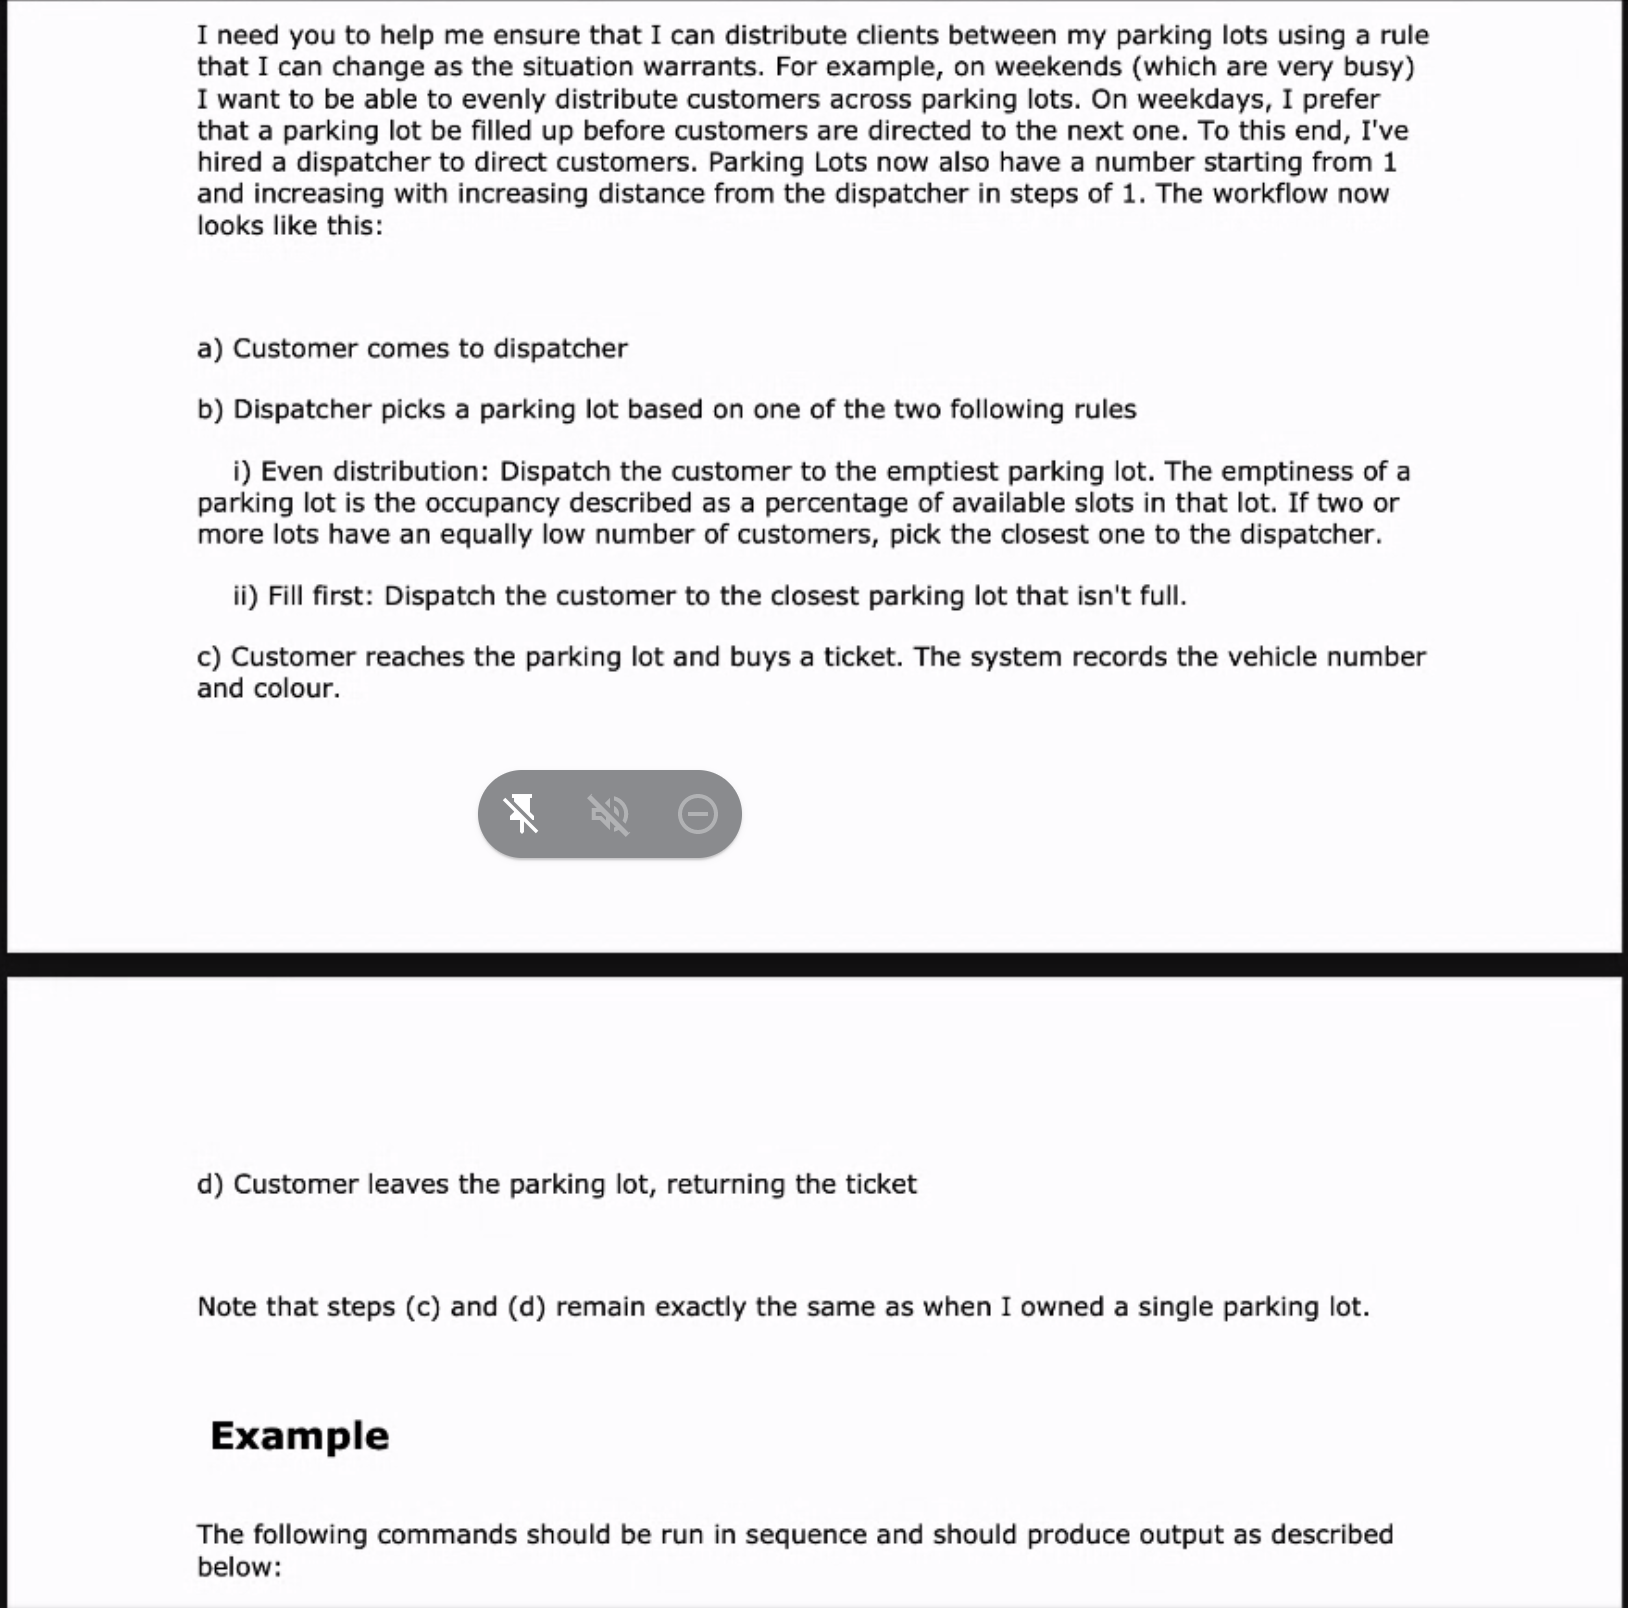 I need you to help me ensure that I can distribute clients between my parking lots using a rule
that I can change as the situation warrants. For example, on weekends (which are very busy)
I want to be able to evenly distribute customers across parking lots. On weekdays, I prefer
that a parking lot be filled up before customers are directed to the next one. To this end, I've
hired a dispatcher to direct customers. Parking Lots now also have a number starting from 1
and increasing with increasing distance from the dispatcher in steps of 1. The workflow now
looks like this:
a) Customer comes to dispatcher
b) Dispatcher picks a parking lot based on one of the two following rules
i) Even distribution: Dispatch the customer to the emptiest parking lot. The emptiness of a
parking lot is the occupancy described as a percentage of available slots in that lot. If two or
more lots have an equally low number of customers, pick the closest one to the dispatcher.
ii) Fill first: Dispatch the customer to the closest parking lot that isn't full.
c) Customer reaches the parking lot and buys a ticket. The system records the vehicle number
and colour.
d) Customer leaves the parking lot, returning the ticket
Note that steps (c) and (d) remain exactly the same as when I owned a single parking lot.
Example
The following commands should be run in sequence and should produce output as described
below: